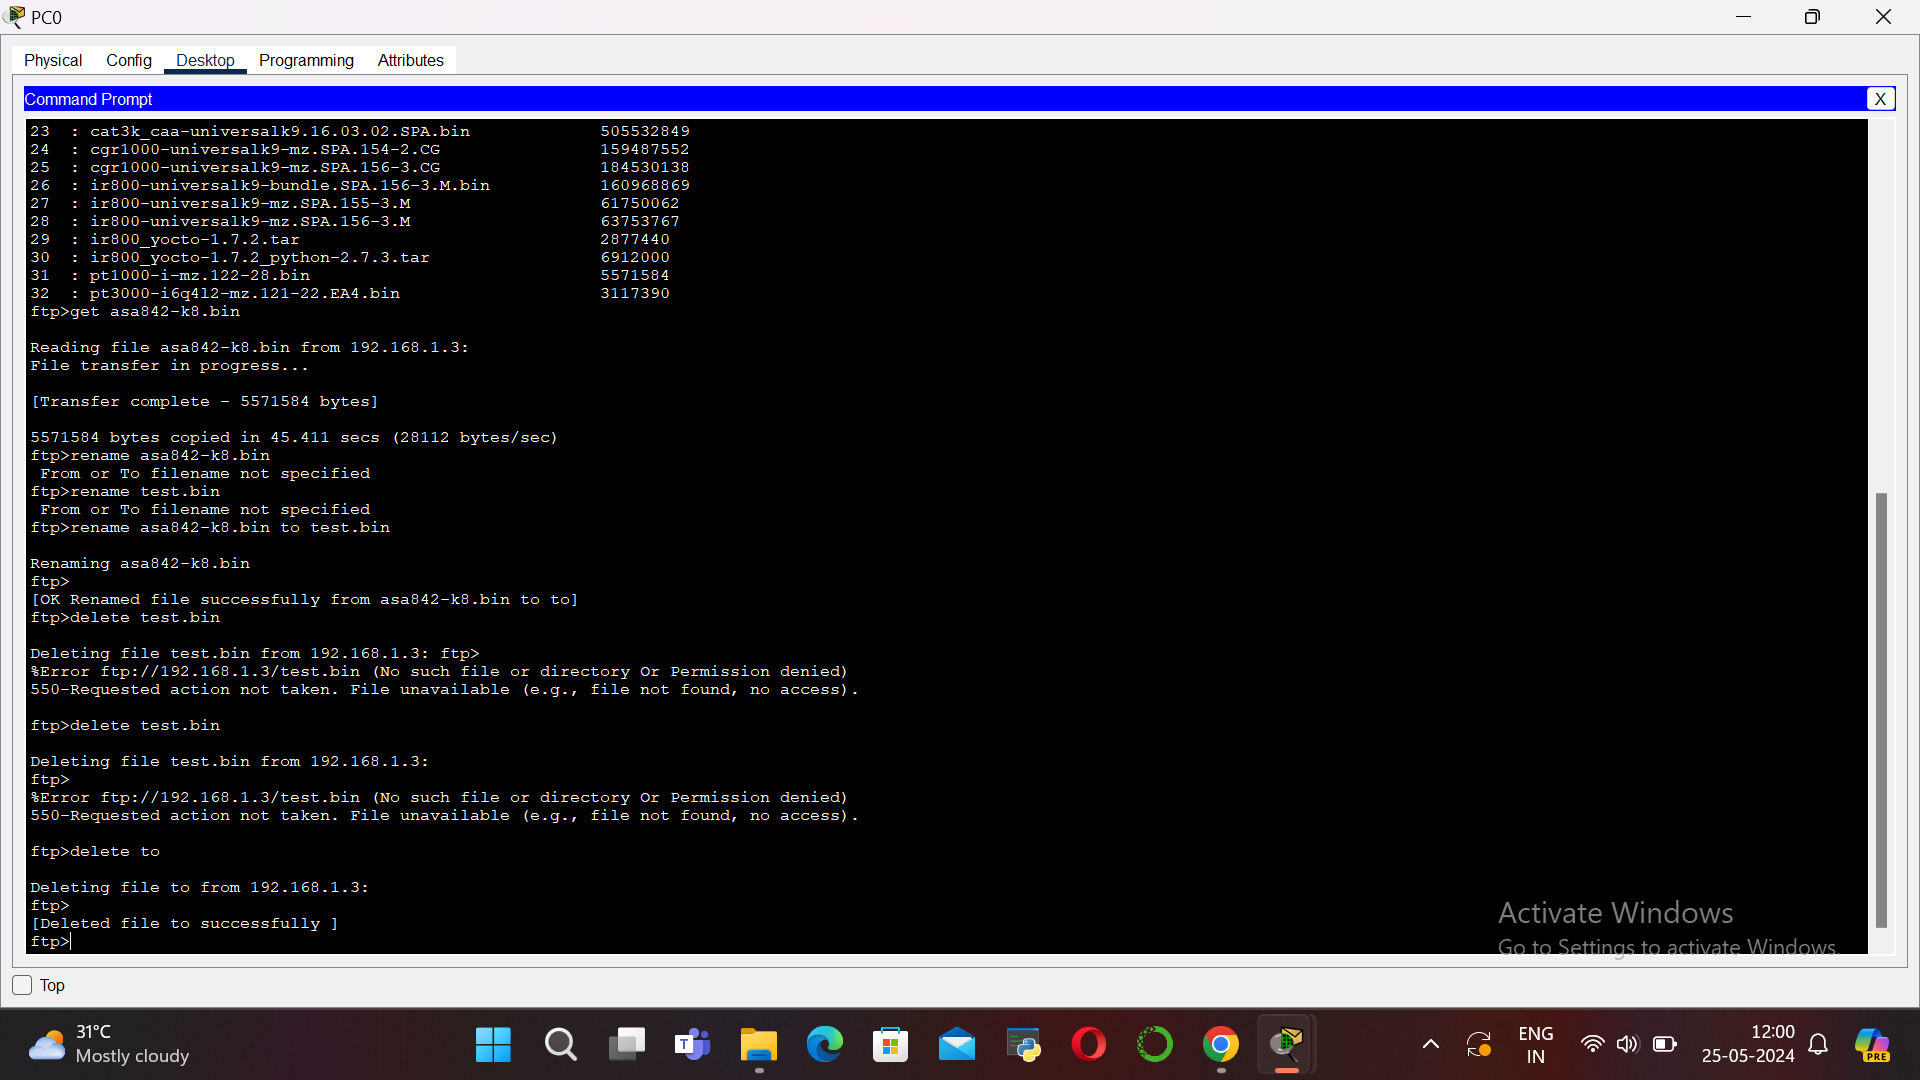 PC0
Physical Config Desktop Programming Attributes
Command Prompt X
23 : cat3k_caa-universalk9.16.03.02.SPA.bin 505532849
24 : cgr1000-universalk9-mz.SPA.154-2.CG 159487552
25 : cgr1000-universalk9-mz.SPA.156-3.CG 184530138
26 : ir800-universalk9-bundle.SPA.156-3.M.bin 160968869
27 : ir800-universalk9-mz.SPA.155-3.M 61750062
28 : ir800-universalk9-mz.SPA.156-3.M 63753767
29 : ir800_yocto-1.7.2.tar 2877440
30 : ir800_yocto-1.7.2_python-2.7.3.tar 6912000
31 : pt1000-i-mz.122-28.bin 5571584
32 : pt3000-i6q4l2-mz.121-22.EA4.bin 3117390
ftp>get asa842-k8.bin
Reading file asa842-k8.bin from 192.168.1.3:
File transfer in progress...
[Transfer complete - 5571584 bytes]
5571584 bytes copied in 45.411 secs (28112 bytes/sec)
ftp>rename asa842-k8.bin
From or To filename not specified
ftp>rename test.bin
From or To filename not specified
ftp>rename asa842-k8.bin to test.bin
Renaming asa842-k8.bin
ftp>
[OK Renamed file successfully from asa842-k8.bin to to]
ftp>delete test.bin
Deleting file test.bin from 192.168.1.3: ftp>
%Error ftp://192.168.1.3/test.bin (No such file or directory Or Permission denied)
550-Requested action not taken. File unavailable (e.g., file not found, no access).
ftp>delete test.bin
Deleting file test.bin from 192.168.1.3:
ftp>
%Error ftp://192.168.1.3/test.bin (No such file or directory Or Permission denied)
550-Requested action not taken. File unavailable (e.g., file not found, no access).
ftp>delete to
Deleting file to from 192.168.1.3:
ftp>
[Deleted file to successfully ]
ftp>
Activate Windows
Go to Settings to activate Windows.
Top
31°C
Mostly cloudy
ENG
IN
12:00
25-05-2024
PRE